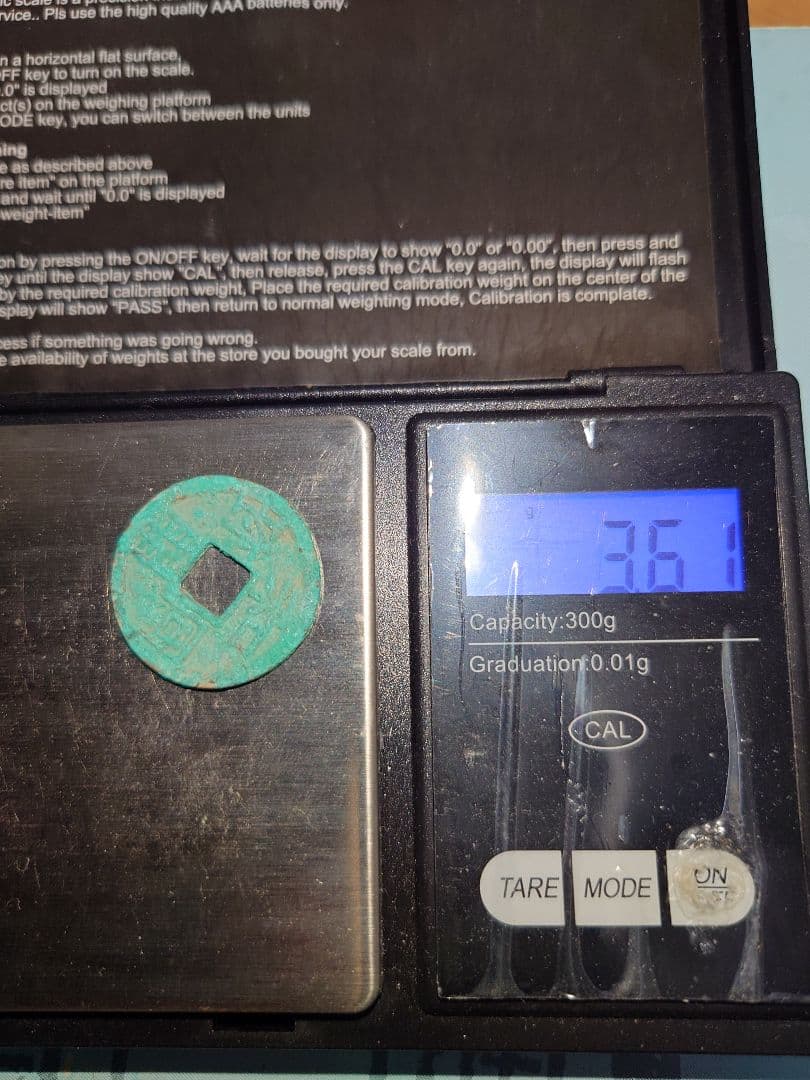 rvice.. Pls use the high quality AAA batteries only.
n a horizontal flat surface,
FF key to turn on the scale.
.0" is displayed
ct(s) on the weighing platform
ODE key, you can switch between the units
ing
e as described above
re item" on the platform
and wait until "0.0" is displayed
weight-item"
on by pressing the ON/OFF key, wait for the display to show "0.0" or "0.00", then press and
ey until the display show "CAL", then release, press the CAL key again, the display will flash
by the required calibration weight, Place the required calibration weight on the center of the
splay will show "PASS", then return to normal weighting mode, Calibration is complate.
cess if something was going wrong.
e availability of weights at the store you bought your scale from.
g
3.61
Capacity:300g
Graduation:0.01g
CAL
TARE MODE ON